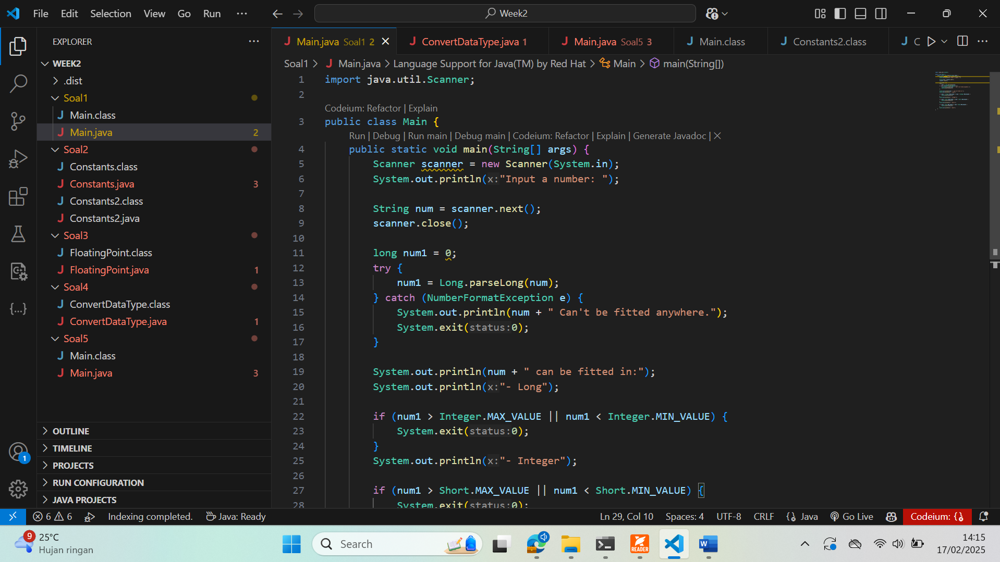 File Edit Selection View Go Run ··· Week2
EXPLORER ···
WEEK2
.dist
Soal1
Main.class
Main.java 2
Soal2
Constants.class
Constants.java 3
Constants2.class
Constants2.java
Soal3
FloatingPoint.class
FloatingPoint.java 1
Soal4
ConvertDataType.class
ConvertDataType.java 1
Soal5
Main.class
Main.java 3
OUTLINE
TIMELINE
PROJECTS
RUN CONFIGURATION
JAVA PROJECTS
1
Main.java Soal1 2 ConvertDataType.java 1 Main.java Soal5 3 Main.class Constants2.class C
Soal1 > Main.java > Language Support for Java(TM) by Red Hat > Main > main(String[])
1 import java.util.Scanner;
2
Codeium: Refactor | Explain
3 public class Main {
Run | Debug | Run main | Debug main | Codeium: Refactor | Explain | Generate Javadoc | ×
4 public static void main(String[] args) {
5 Scanner scanner = new Scanner(System.in);
6 System.out.println(x:"Input a number: ");
7
8 String num = scanner.next();
9 scanner.close();
10
11 long num1 = 0;
12 try {
13 num1 = Long.parseLong(num);
14 } catch (NumberFormatException e) {
15 System.out.println(num + " Can't be fitted anywhere.");
16 System.exit(status:0);
17 }
18
19 System.out.println(num + " can be fitted in:");
20 System.out.println(x:"- Long");
21
22 if (num1 > Integer.MAX_VALUE || num1 < Integer.MIN_VALUE) {
23 System.exit(status:0);
24 }
25 System.out.println(x:"- Integer");
26
27 if (num1 > Short.MAX_VALUE || num1 < Short.MIN_VALUE) {
28 System.exit(status:0);
6 6 Indexing completed. Java: Ready Ln 29, Col 10 Spaces: 4 UTF-8 CRLF Java Go Live Codeium: {}
9 25°C
Hujan ringan
Search
READER
W
14:15
17/02/2025